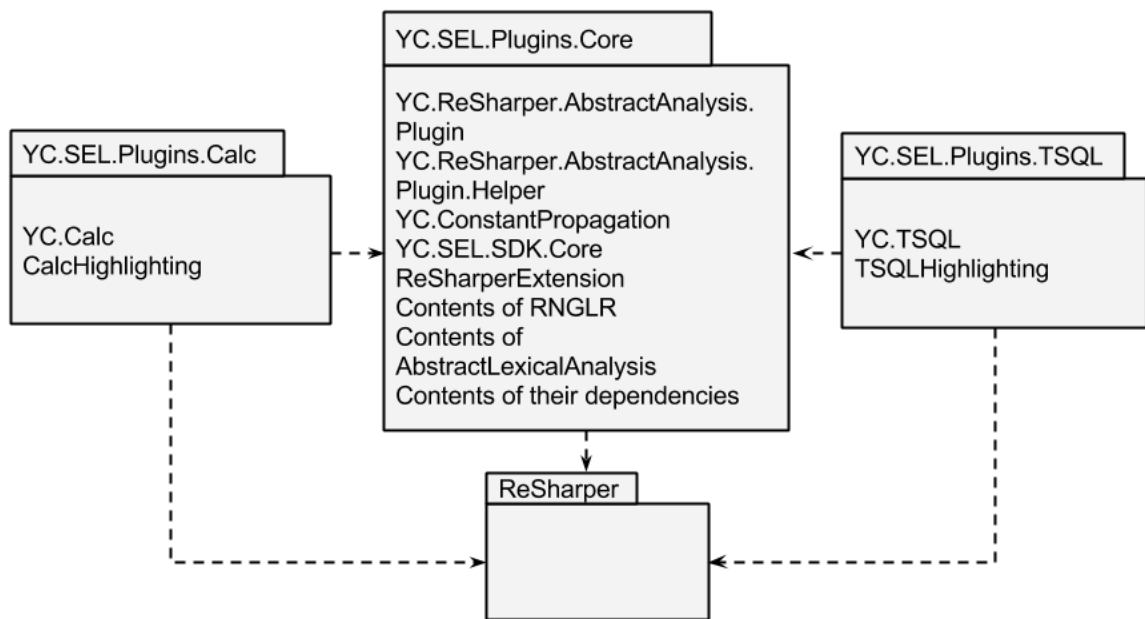 YC.SEL.Plugins.Core
YC.ReSharper.AbstractAnalysis.
Plugin
YC.ReSharper.AbstractAnalysis.
Plugin.Helper
YC.ConstantPropagation
YC.SEL.SDK.Core
ReSharperExtension
Contents of RNGLR
Contents of
AbstractLexicalAnalysis
Contents of their dependencies
YC.SEL.Plugins.Calc
YC.Calc
CalcHighlighting
YC.SEL.Plugins.TSQL
YC.TSQL
TSQLHighlighting
ReSharper